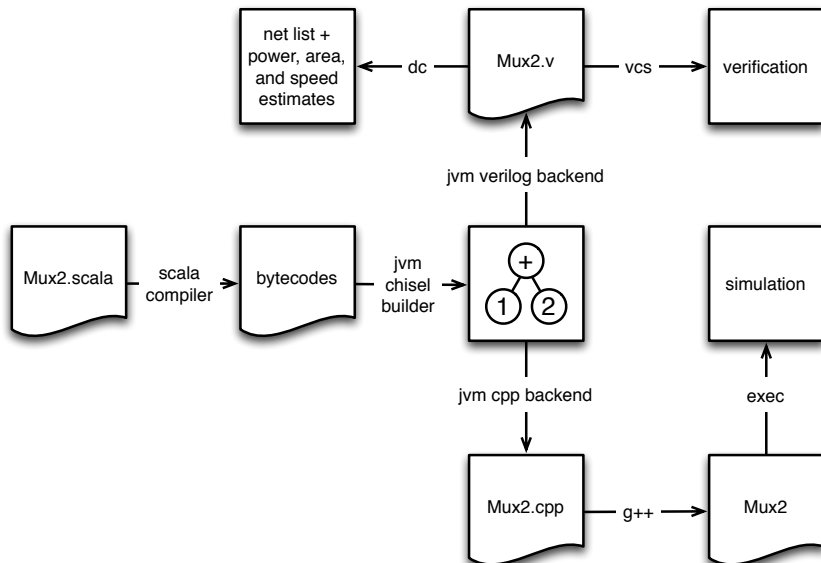 net list +
power, area,
and speed
estimates
dc
Mux2.v
vcs
verification
jvm verilog backend
Mux2.scala
scala
compiler
bytecodes
jvm
chisel
builder
+
1
2
simulation
jvm cpp backend
exec
Mux2.cpp
g++
Mux2